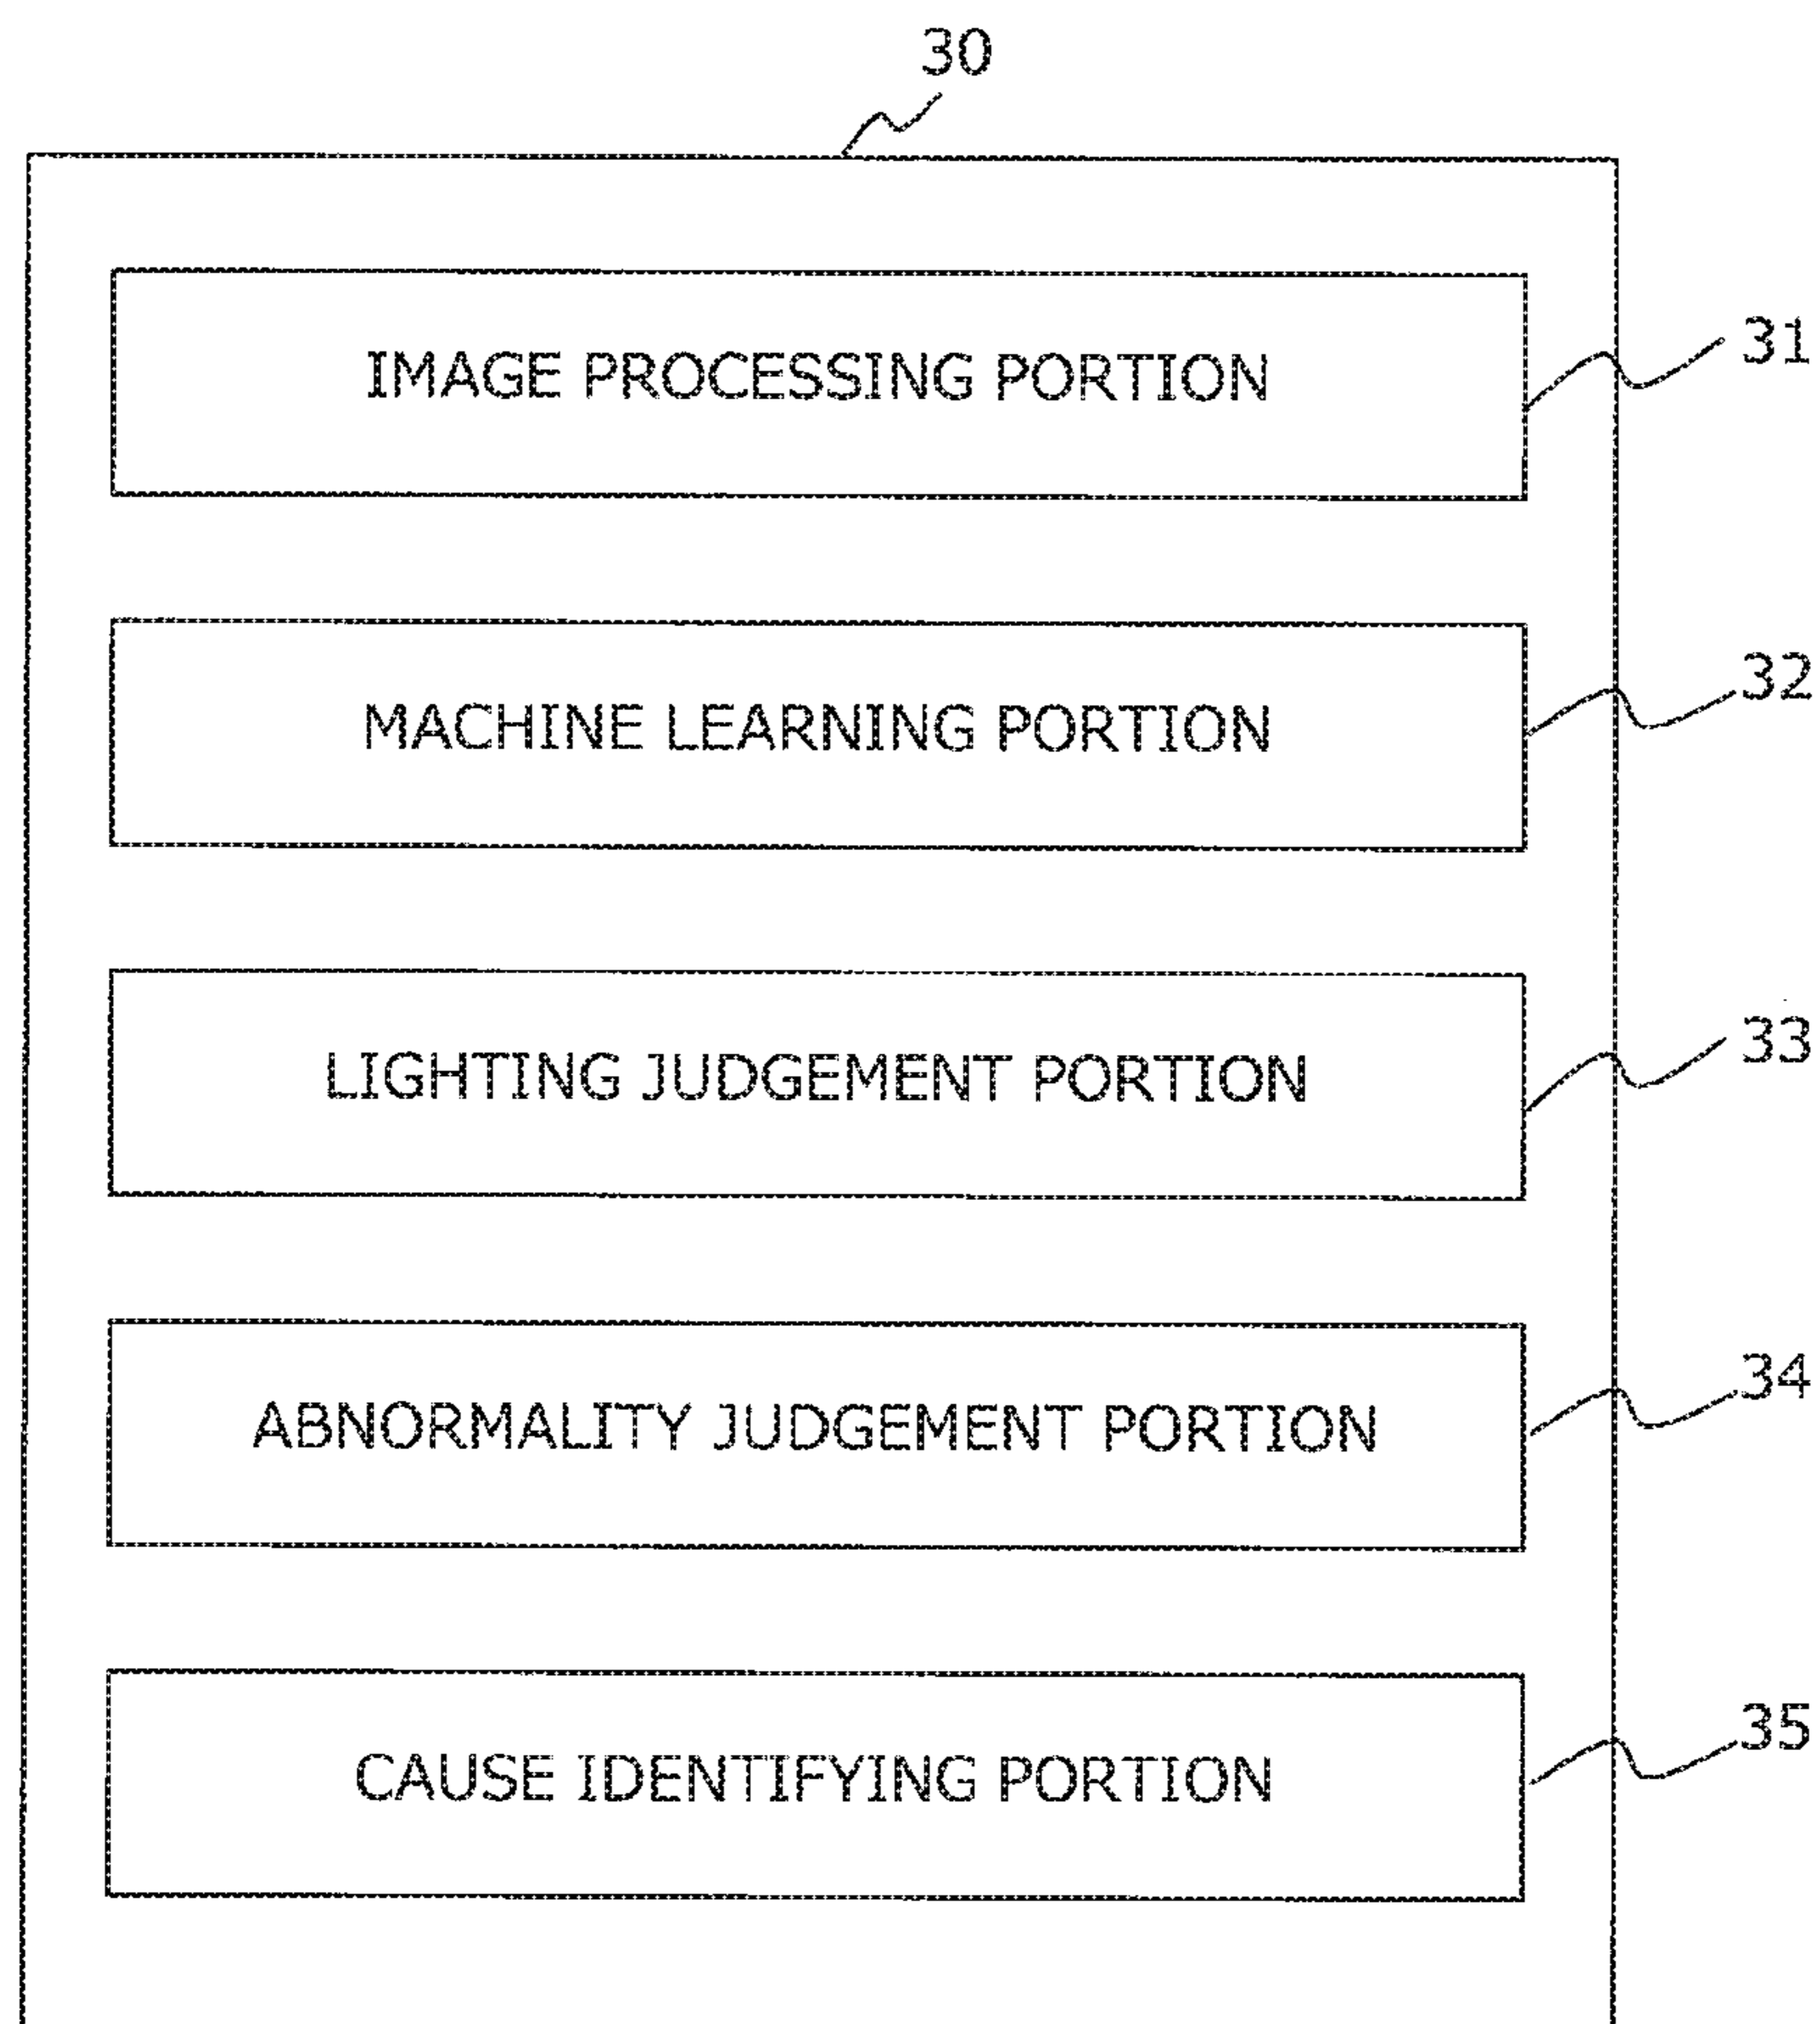 30
IMAGE PROCESSING PORTION
31
MACHINE LEARNING PORTION
32
LIGHTING JUDGEMENT PORTION
33
ABNORMALITY JUDGEMENT PORTION
34
CAUSE IDENTIFYING PORTION
35